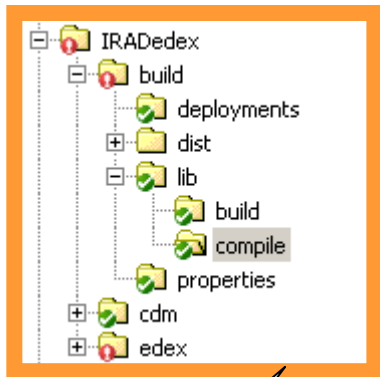 IRADedex
build
deployments
dist
lib
build
compile
properties
cdm
edex